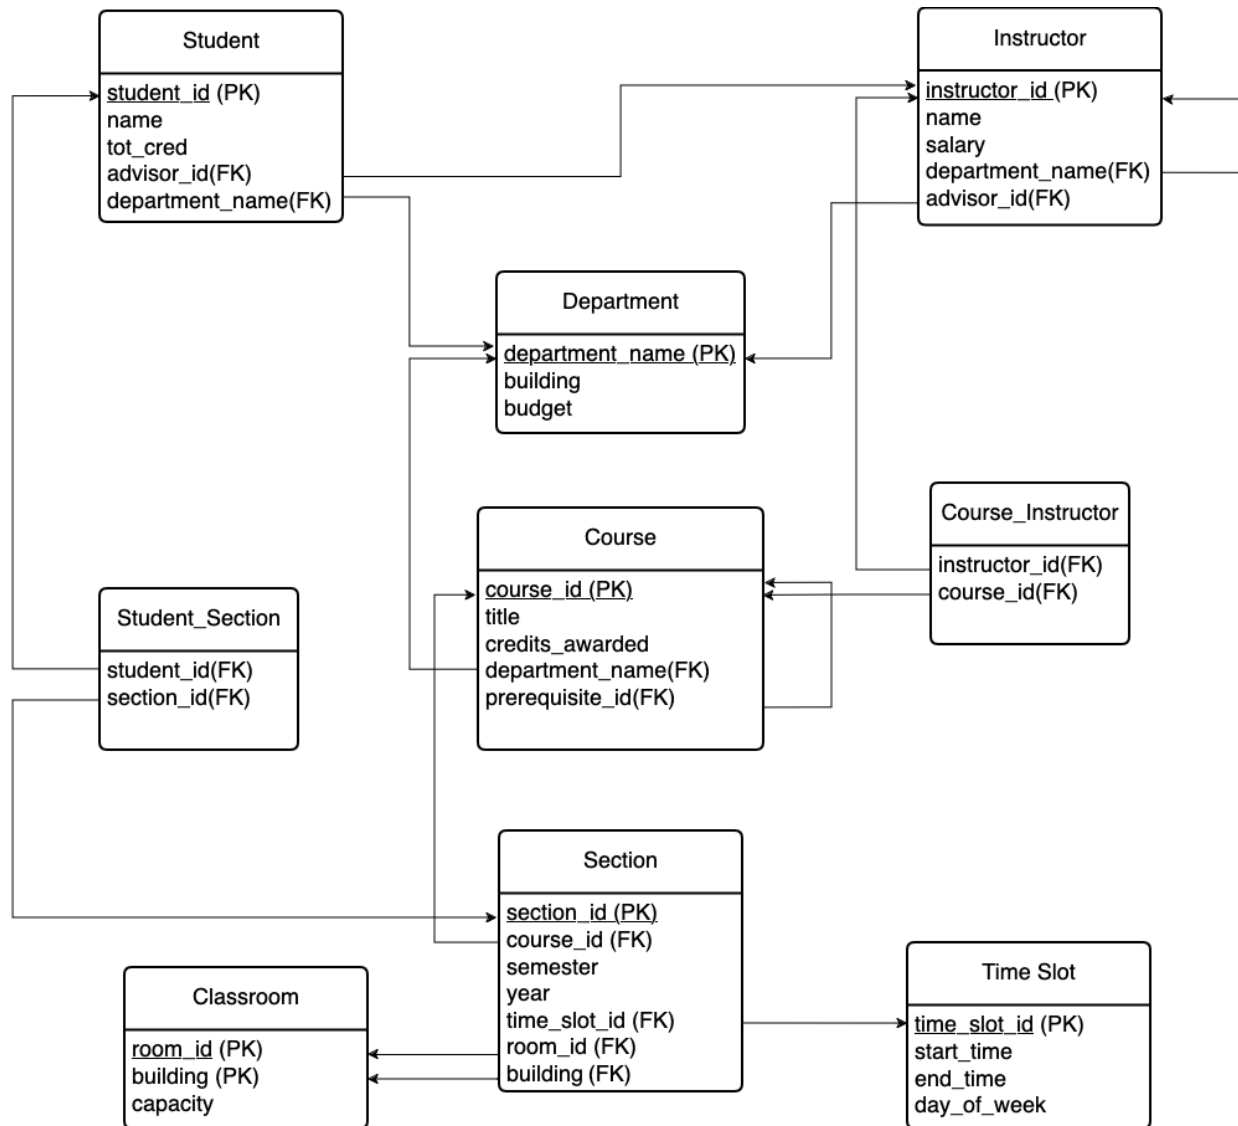 Student
student_id (PK)
name
tot_cred
advisor_id(FK)
department_name(FK)
Instructor
instructor_id (PK)
name
salary
department_name(FK)
advisor_id(FK)
Department
department_name (PK)
building
budget
Course
course_id (PK)
title
credits_awarded
department_name(FK)
prerequisite_id(FK)
Course_Instructor
instructor_id(FK)
course_id(FK)
Student_Section
student_id(FK)
section_id(FK)
Section
section_id (PK)
course_id (FK)
semester
year
time_slot_id (FK)
room_id (FK)
building (FK)
Classroom
room_id (PK)
building (PK)
capacity
Time Slot
time_slot_id (PK)
start_time
end_time
day_of_week